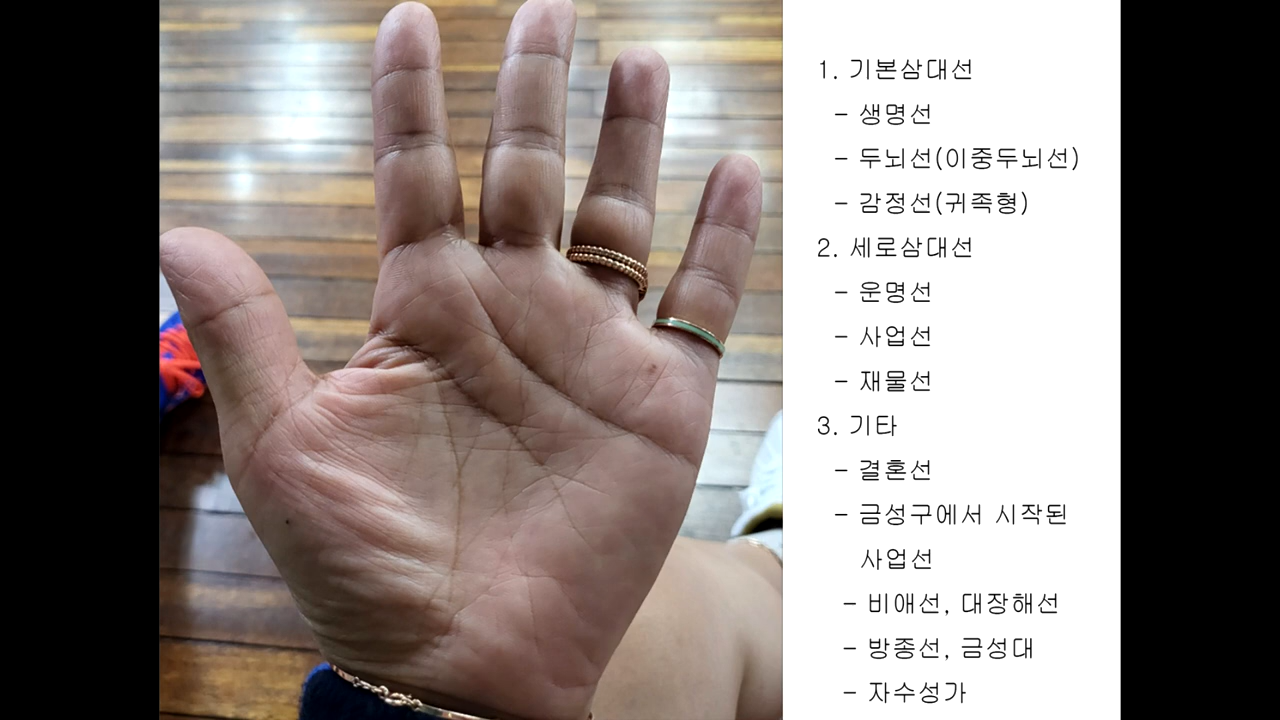 1. 기본삼대선
- 생명선
- 두뇌선(이중두뇌선)
- 감정선(귀족형)
2. 세로삼대선
- 운명선
- 사업선
- 재물선
3. 기타
- 결혼선
- 금성구에서 시작된
사업선
- 비애선, 대장해선
- 방종선, 금성대
- 자수성가